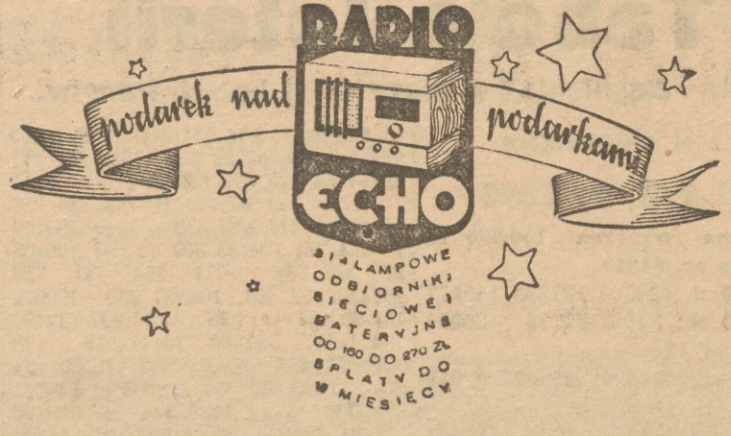 RADIO
podarek nad podarkami
ECHO
3 i 4 LAMPOWE
ODBIORNIKI
SIECIOWE I
BATERYJNE
OD 160 DO 270 ZŁ
SPŁATY DO
MIESIĘCY